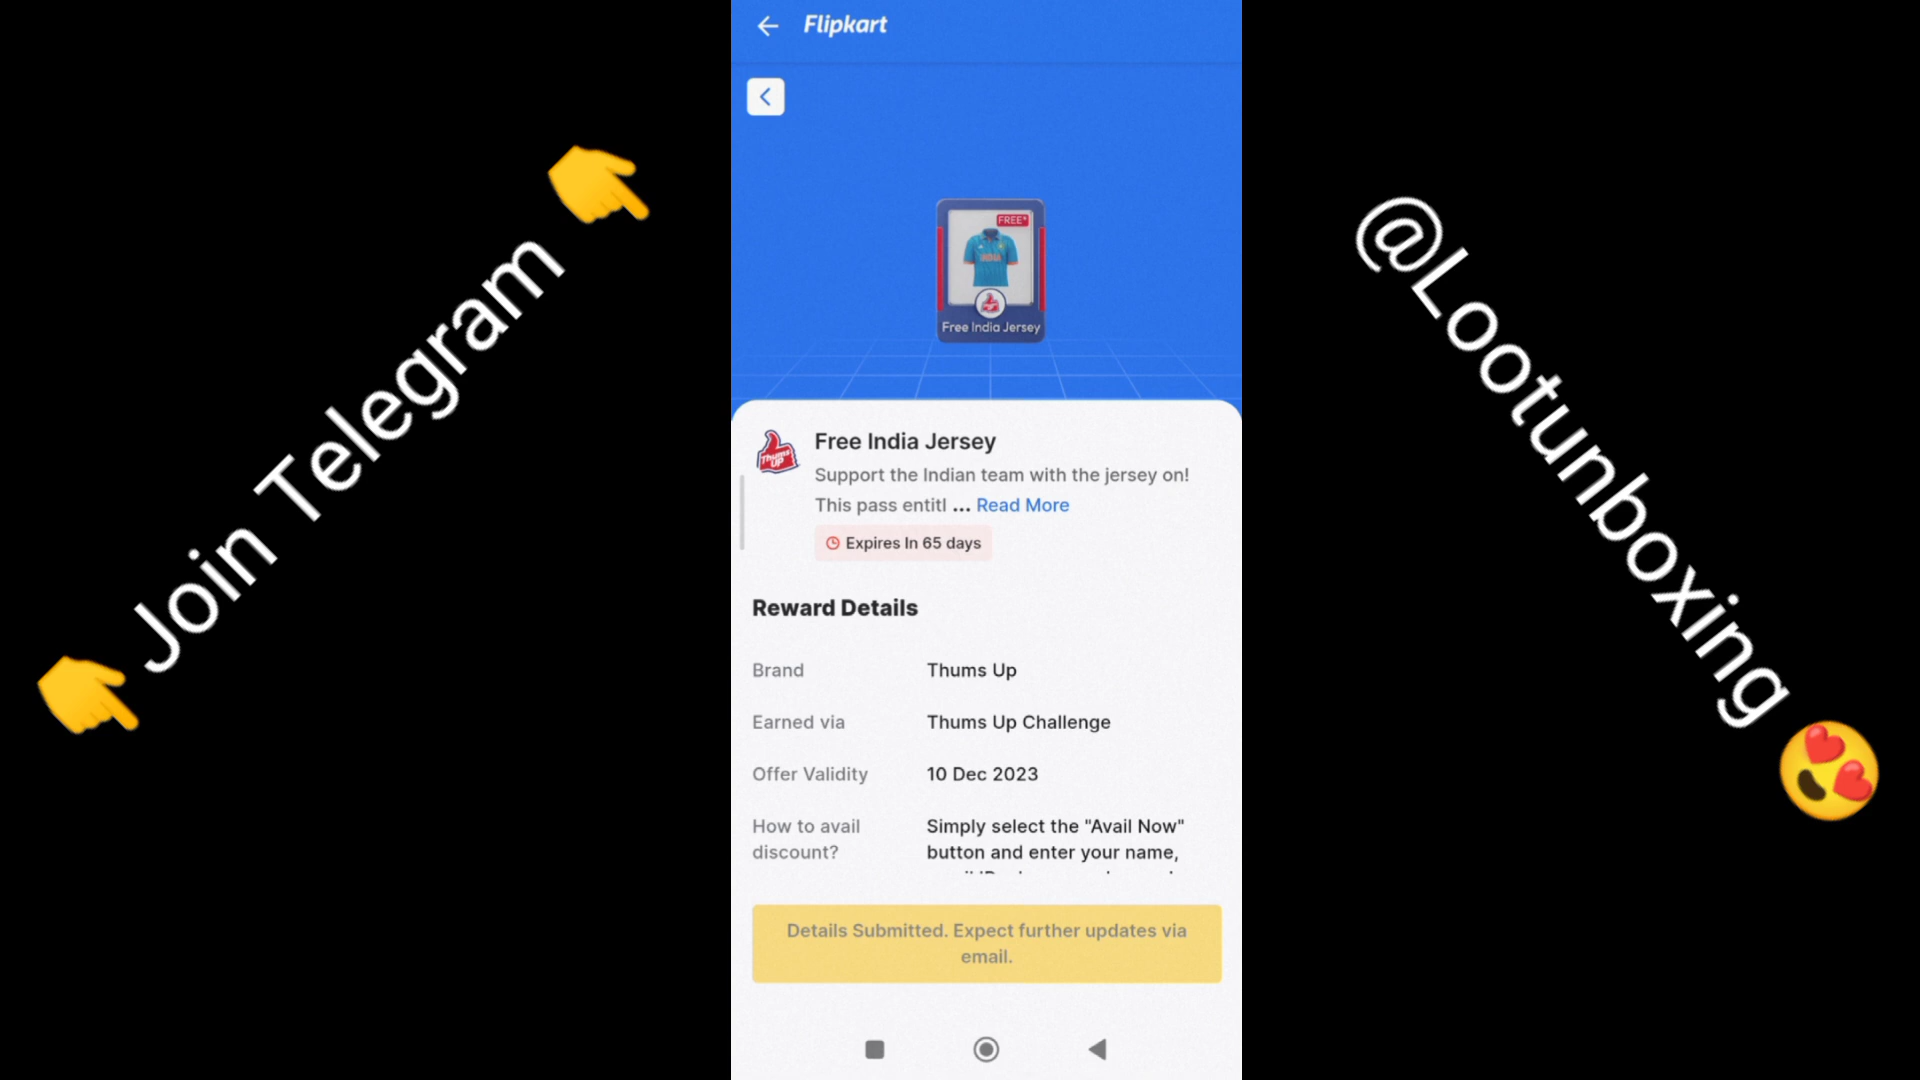 Join Telegram
Flipkart
FREE*
INDIA
Free India Jersey
Thums
UP
Free India Jersey
Support the Indian team with the jersey on!
This pass entitl ... Read More
Expires In 65 days
Reward Details
Brand Thums Up
Earned via Thums Up Challenge
Offer Validity 10 Dec 2023
How to avail Simply select the "Avail Now"
discount? button and enter your name,
Details Submitted. Expect further updates via
email.
@Lootunboxing